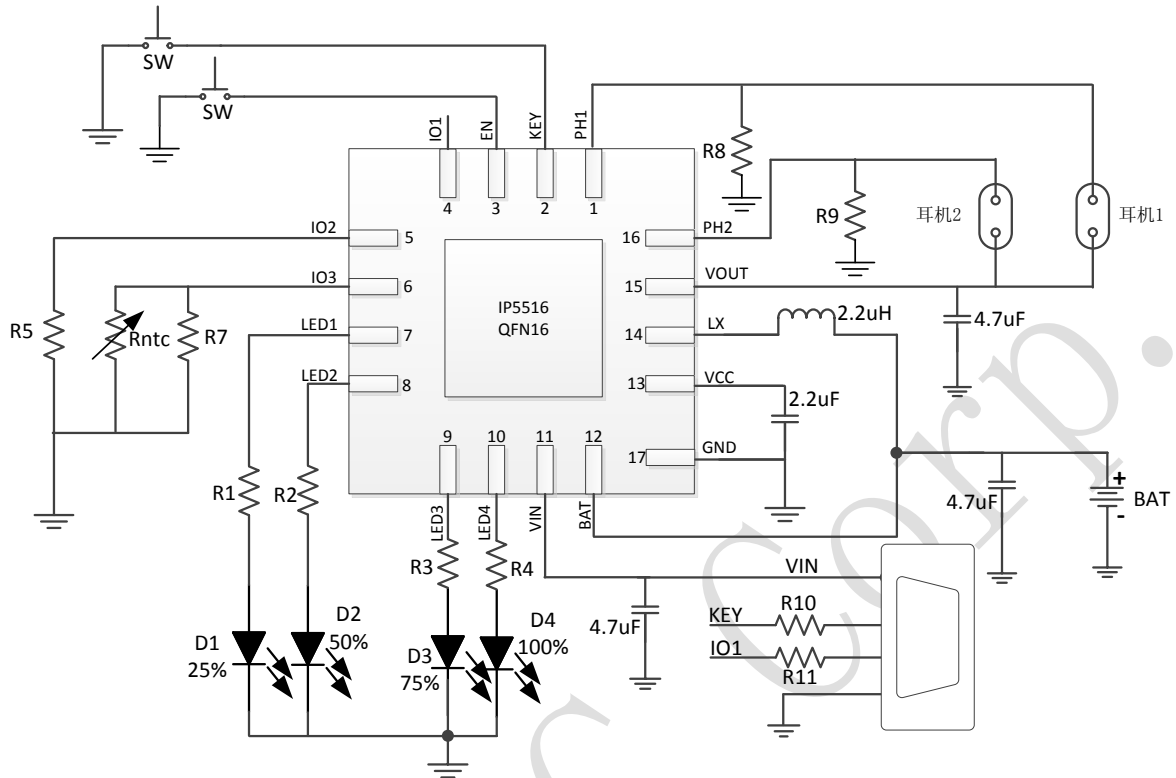 SW
SW
IO1
EN
KEY
PH1
4
3
2
1
R8
R9
耳机2
耳机1
IO2
5
16
PH2
IO3
6
15
VOUT
IP5516
QFN16
R5
Rntc
R7
LED1
7
14
LX
2.2uH
4.7uF
LED2
8
13
VCC
2.2uF
9
10
11
12
17
GND
R1
R2
LED3
LED4
VIN
BAT
4.7uF
+
-
BAT
R3
R4
VIN
4.7uF
KEY
R10
IO1
R11
D1
25%
D2
50%
D3
75%
D4
100%
C Corp.